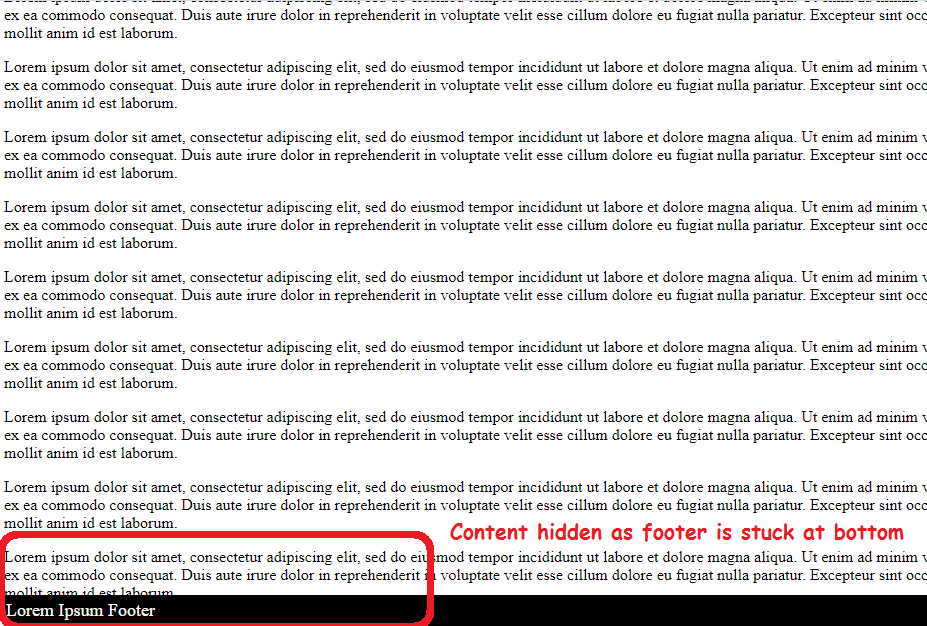 ex ea commodo consequat. Duis aute irure dolor in reprehenderit in voluptate velit esse cillum dolore eu fugiat nulla pariatur. Excepteur sint occ
mollit anim id est laborum.
Lorem ipsum dolor sit amet, consectetur adipiscing elit, sed do eiusmod tempor incididunt ut labore et dolore magna aliqua. Ut enim ad minim v
ex ea commodo consequat. Duis aute irure dolor in reprehenderit in voluptate velit esse cillum dolore eu fugiat nulla pariatur. Excepteur sint occ
mollit anim id est laborum.
Lorem ipsum dolor sit amet, consectetur adipiscing elit, sed do eiusmod tempor incididunt ut labore et dolore magna aliqua. Ut enim ad minim v
ex ea commodo consequat. Duis aute irure dolor in reprehenderit in voluptate velit esse cillum dolore eu fugiat nulla pariatur. Excepteur sint occ
mollit anim id est laborum.
Lorem ipsum dolor sit amet, consectetur adipiscing elit, sed do eiusmod tempor incididunt ut labore et dolore magna aliqua. Ut enim ad minim v
ex ea commodo consequat. Duis aute irure dolor in reprehenderit in voluptate velit esse cillum dolore eu fugiat nulla pariatur. Excepteur sint occ
mollit anim id est laborum.
Lorem ipsum dolor sit amet, consectetur adipiscing elit, sed do eiusmod tempor incididunt ut labore et dolore magna aliqua. Ut enim ad minim v
ex ea commodo consequat. Duis aute irure dolor in reprehenderit in voluptate velit esse cillum dolore eu fugiat nulla pariatur. Excepteur sint occ
mollit anim id est laborum.
Lorem ipsum dolor sit amet, consectetur adipiscing elit, sed do eiusmod tempor incididunt ut labore et dolore magna aliqua. Ut enim ad minim v
ex ea commodo consequat. Duis aute irure dolor in reprehenderit in voluptate velit esse cillum dolore eu fugiat nulla pariatur. Excepteur sint occ
mollit anim id est laborum.
Lorem ipsum dolor sit amet, consectetur adipiscing elit, sed do eiusmod tempor incididunt ut labore et dolore magna aliqua. Ut enim ad minim v
ex ea commodo consequat. Duis aute irure dolor in reprehenderit in voluptate velit esse cillum dolore eu fugiat nulla pariatur. Excepteur sint occ
mollit anim id est laborum.
Lorem ipsum dolor sit amet, consectetur adipiscing elit, sed do eiusmod tempor incididunt ut labore et dolore magna aliqua. Ut enim ad minim v
ex ea commodo consequat. Duis aute irure dolor in reprehenderit in voluptate velit esse cillum dolore eu fugiat nulla pariatur. Excepteur sint occ
mollit anim id est laborum.
Content hidden as footer is stuck at bottom
Lorem ipsum dolor sit amet, consectetur adipiscing elit, sed do eiusmod tempor incididunt ut labore et dolore magna aliqua. Ut enim ad minim v
ex ea commodo consequat. Duis aute irure dolor in reprehenderit in voluptate velit esse cillum dolore eu fugiat nulla pariatur. Excepteur sint occ
mollit anim id est laborum.
Lorem Ipsum Footer